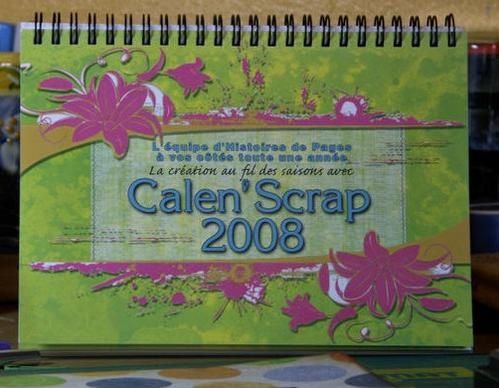 L'équipe d'Histoires de Pages
à vos côtés toute une année
La création au fil des saisons avec
Calen'Scrap
2008